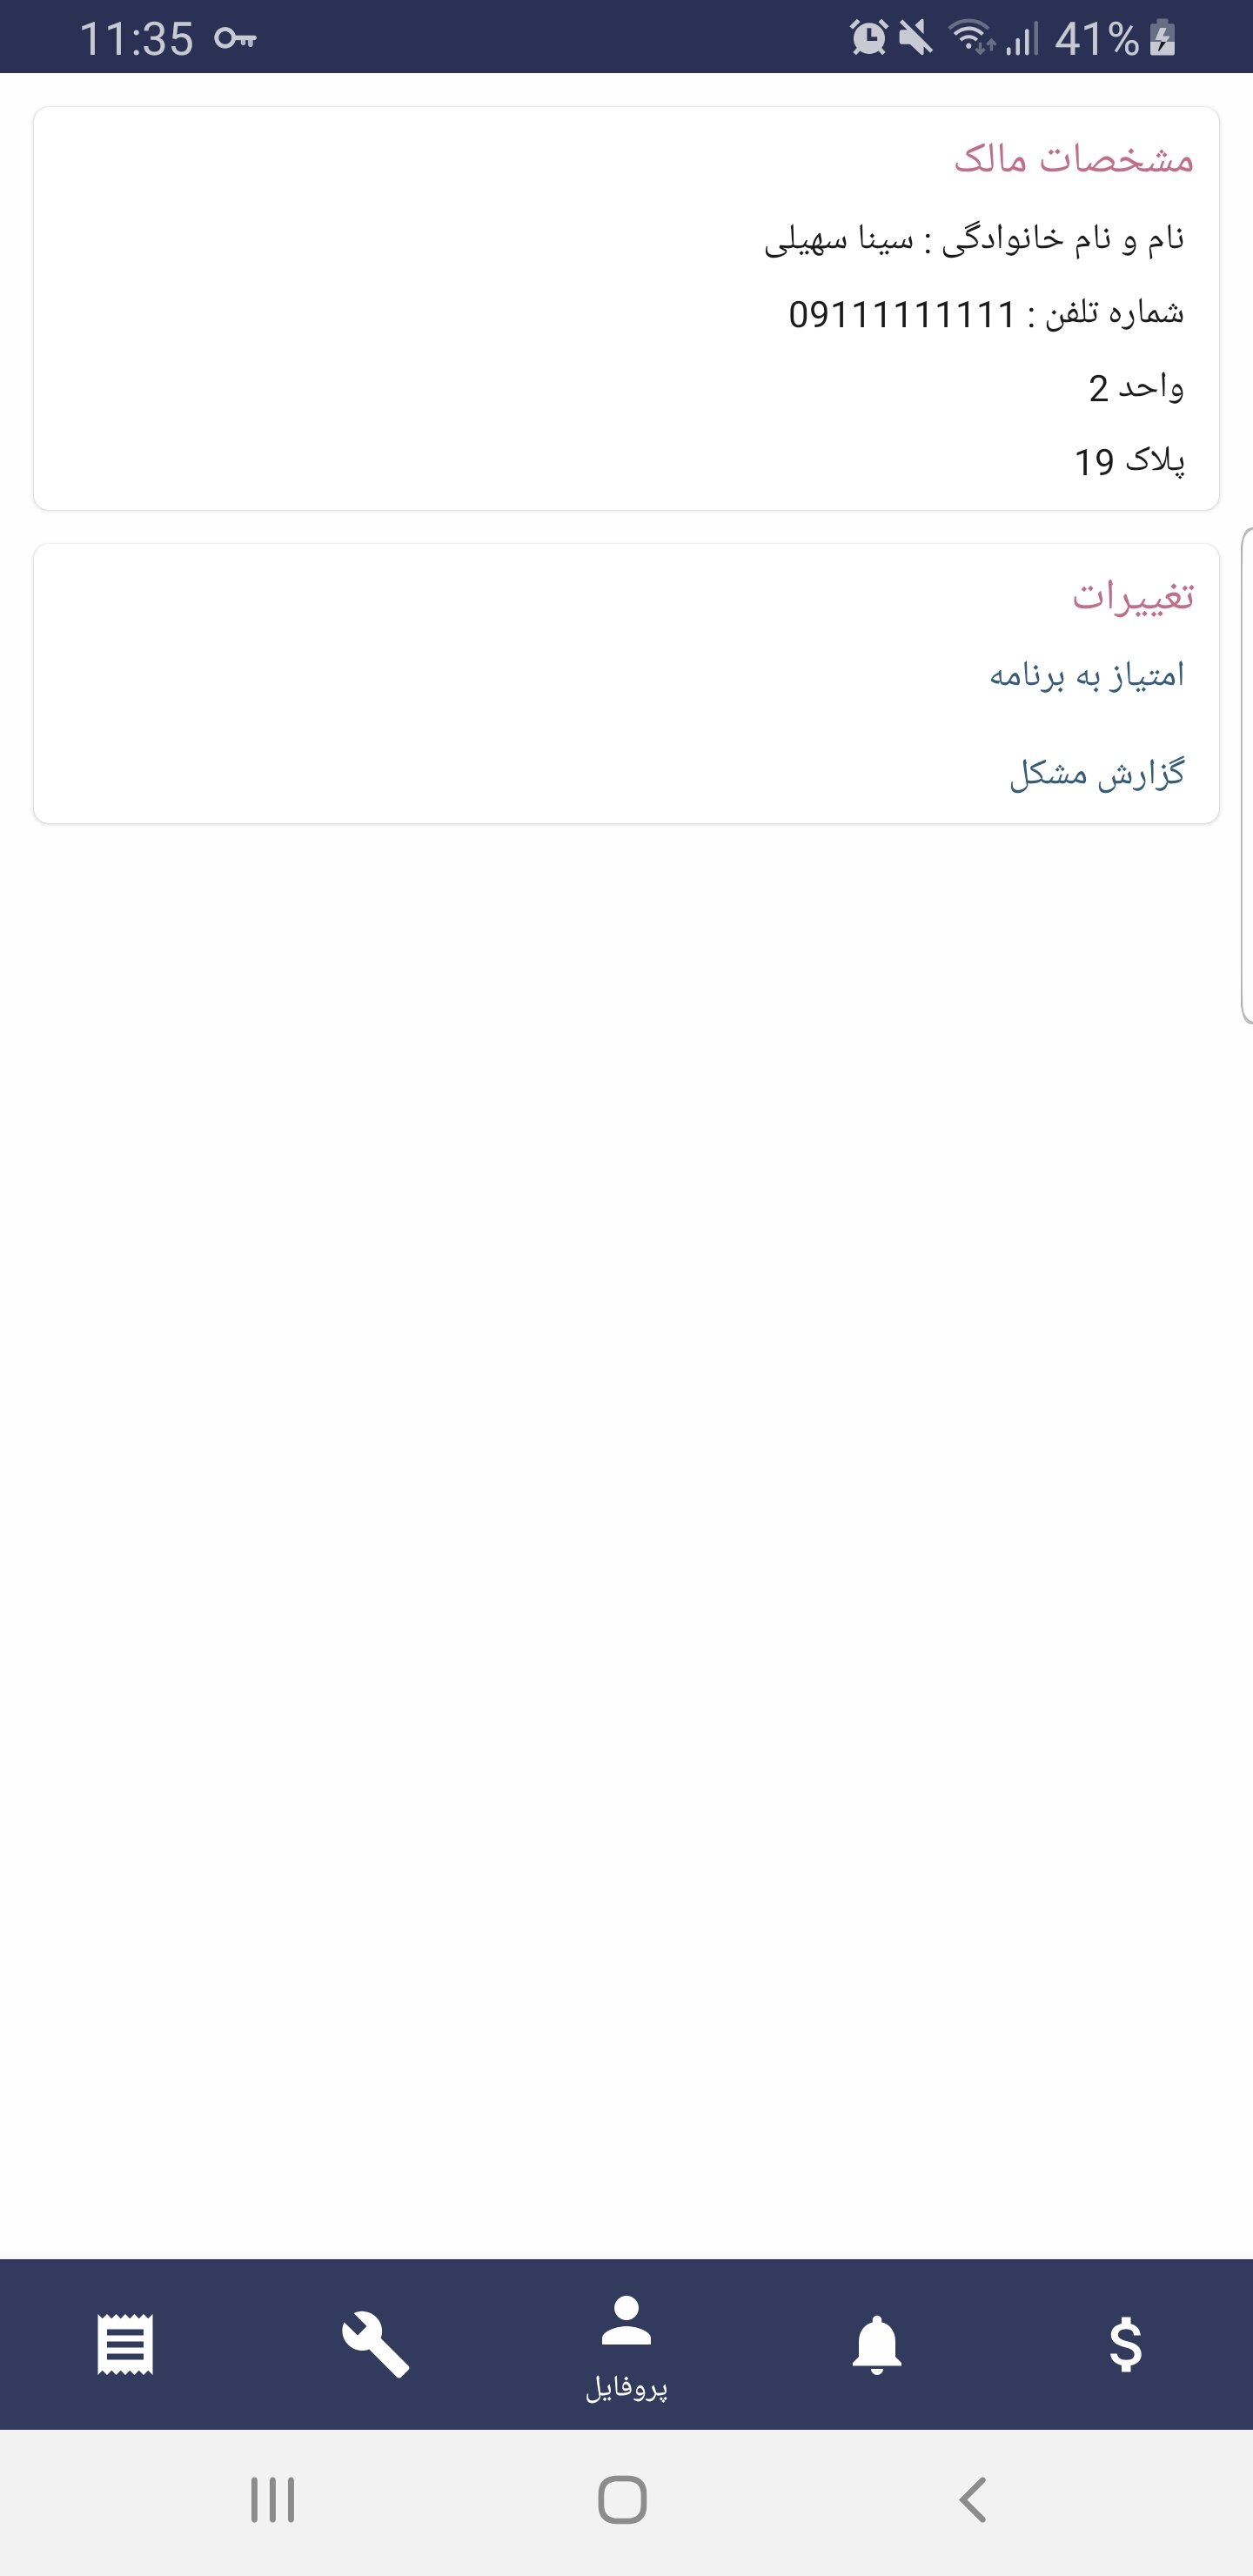 11:35
41%
مشخصات مالک
نام و نام خانوادگی : سینا سهیلی
شماره تلفن : 09111111111
واحد 2
پلاک 19
تغییرات
امتیاز به برنامه
گزارش مشکل
پروفایل